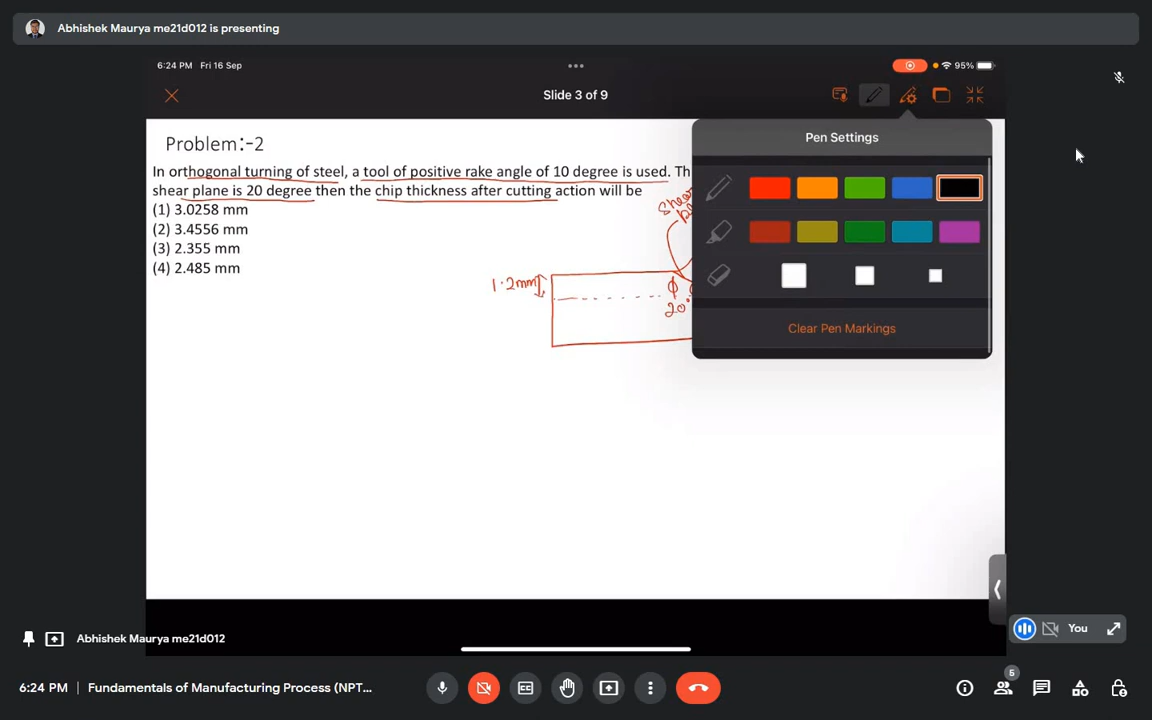 Abhishek Maurya me21d012 is presenting
6:24 PM Fri 16 Sep
95%
Slide 3 of 9
Problem:-2
In orthogonal turning of steel, a tool of positive rake angle of 10 degree is used. Th
shear plane is 20 degree then the chip thickness after cutting action will be
(1) 3.0258 mm
(2) 3.4556 mm
(3) 2.355 mm
(4) 2.485 mm
Shear
1.2mm
ϕ
20°
Pen Settings
Clear Pen Markings
Abhishek Maurya me21d012
You
6:24 PM | Fundamentals of Manufacturing Process (NPT...
CC
5